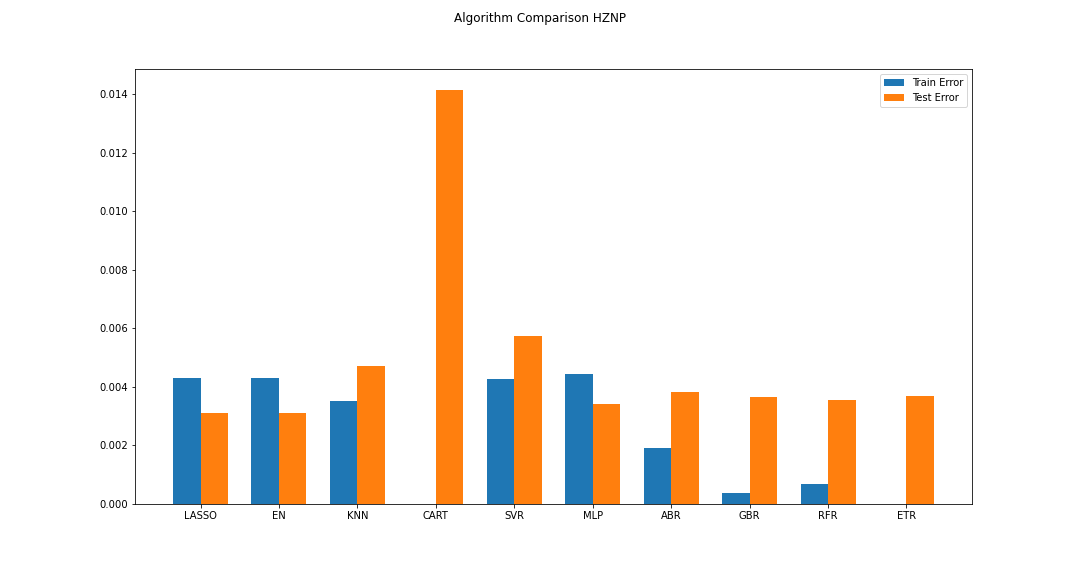 Algorithm Comparison HZNP
Train Error
Test Error
0.014
0.012
0.010
0.008
0.006
0.004
0.002
0.000
LASSO EN KNN CART SVR MLP ABR GBR RFR ETR